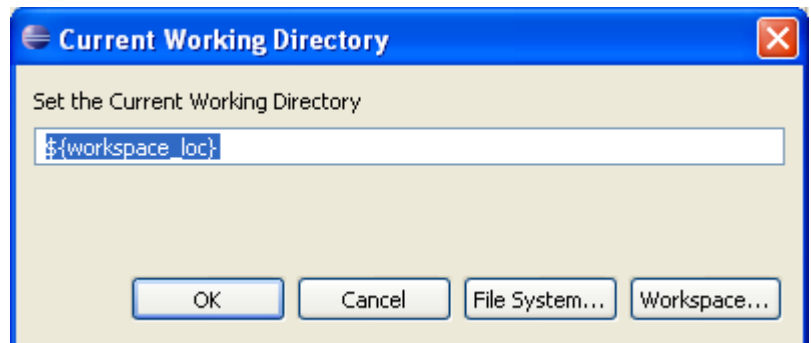 Current Working Directory
Set the Current Working Directory
${workspace_loc}
OK Cancel File System... Workspace...